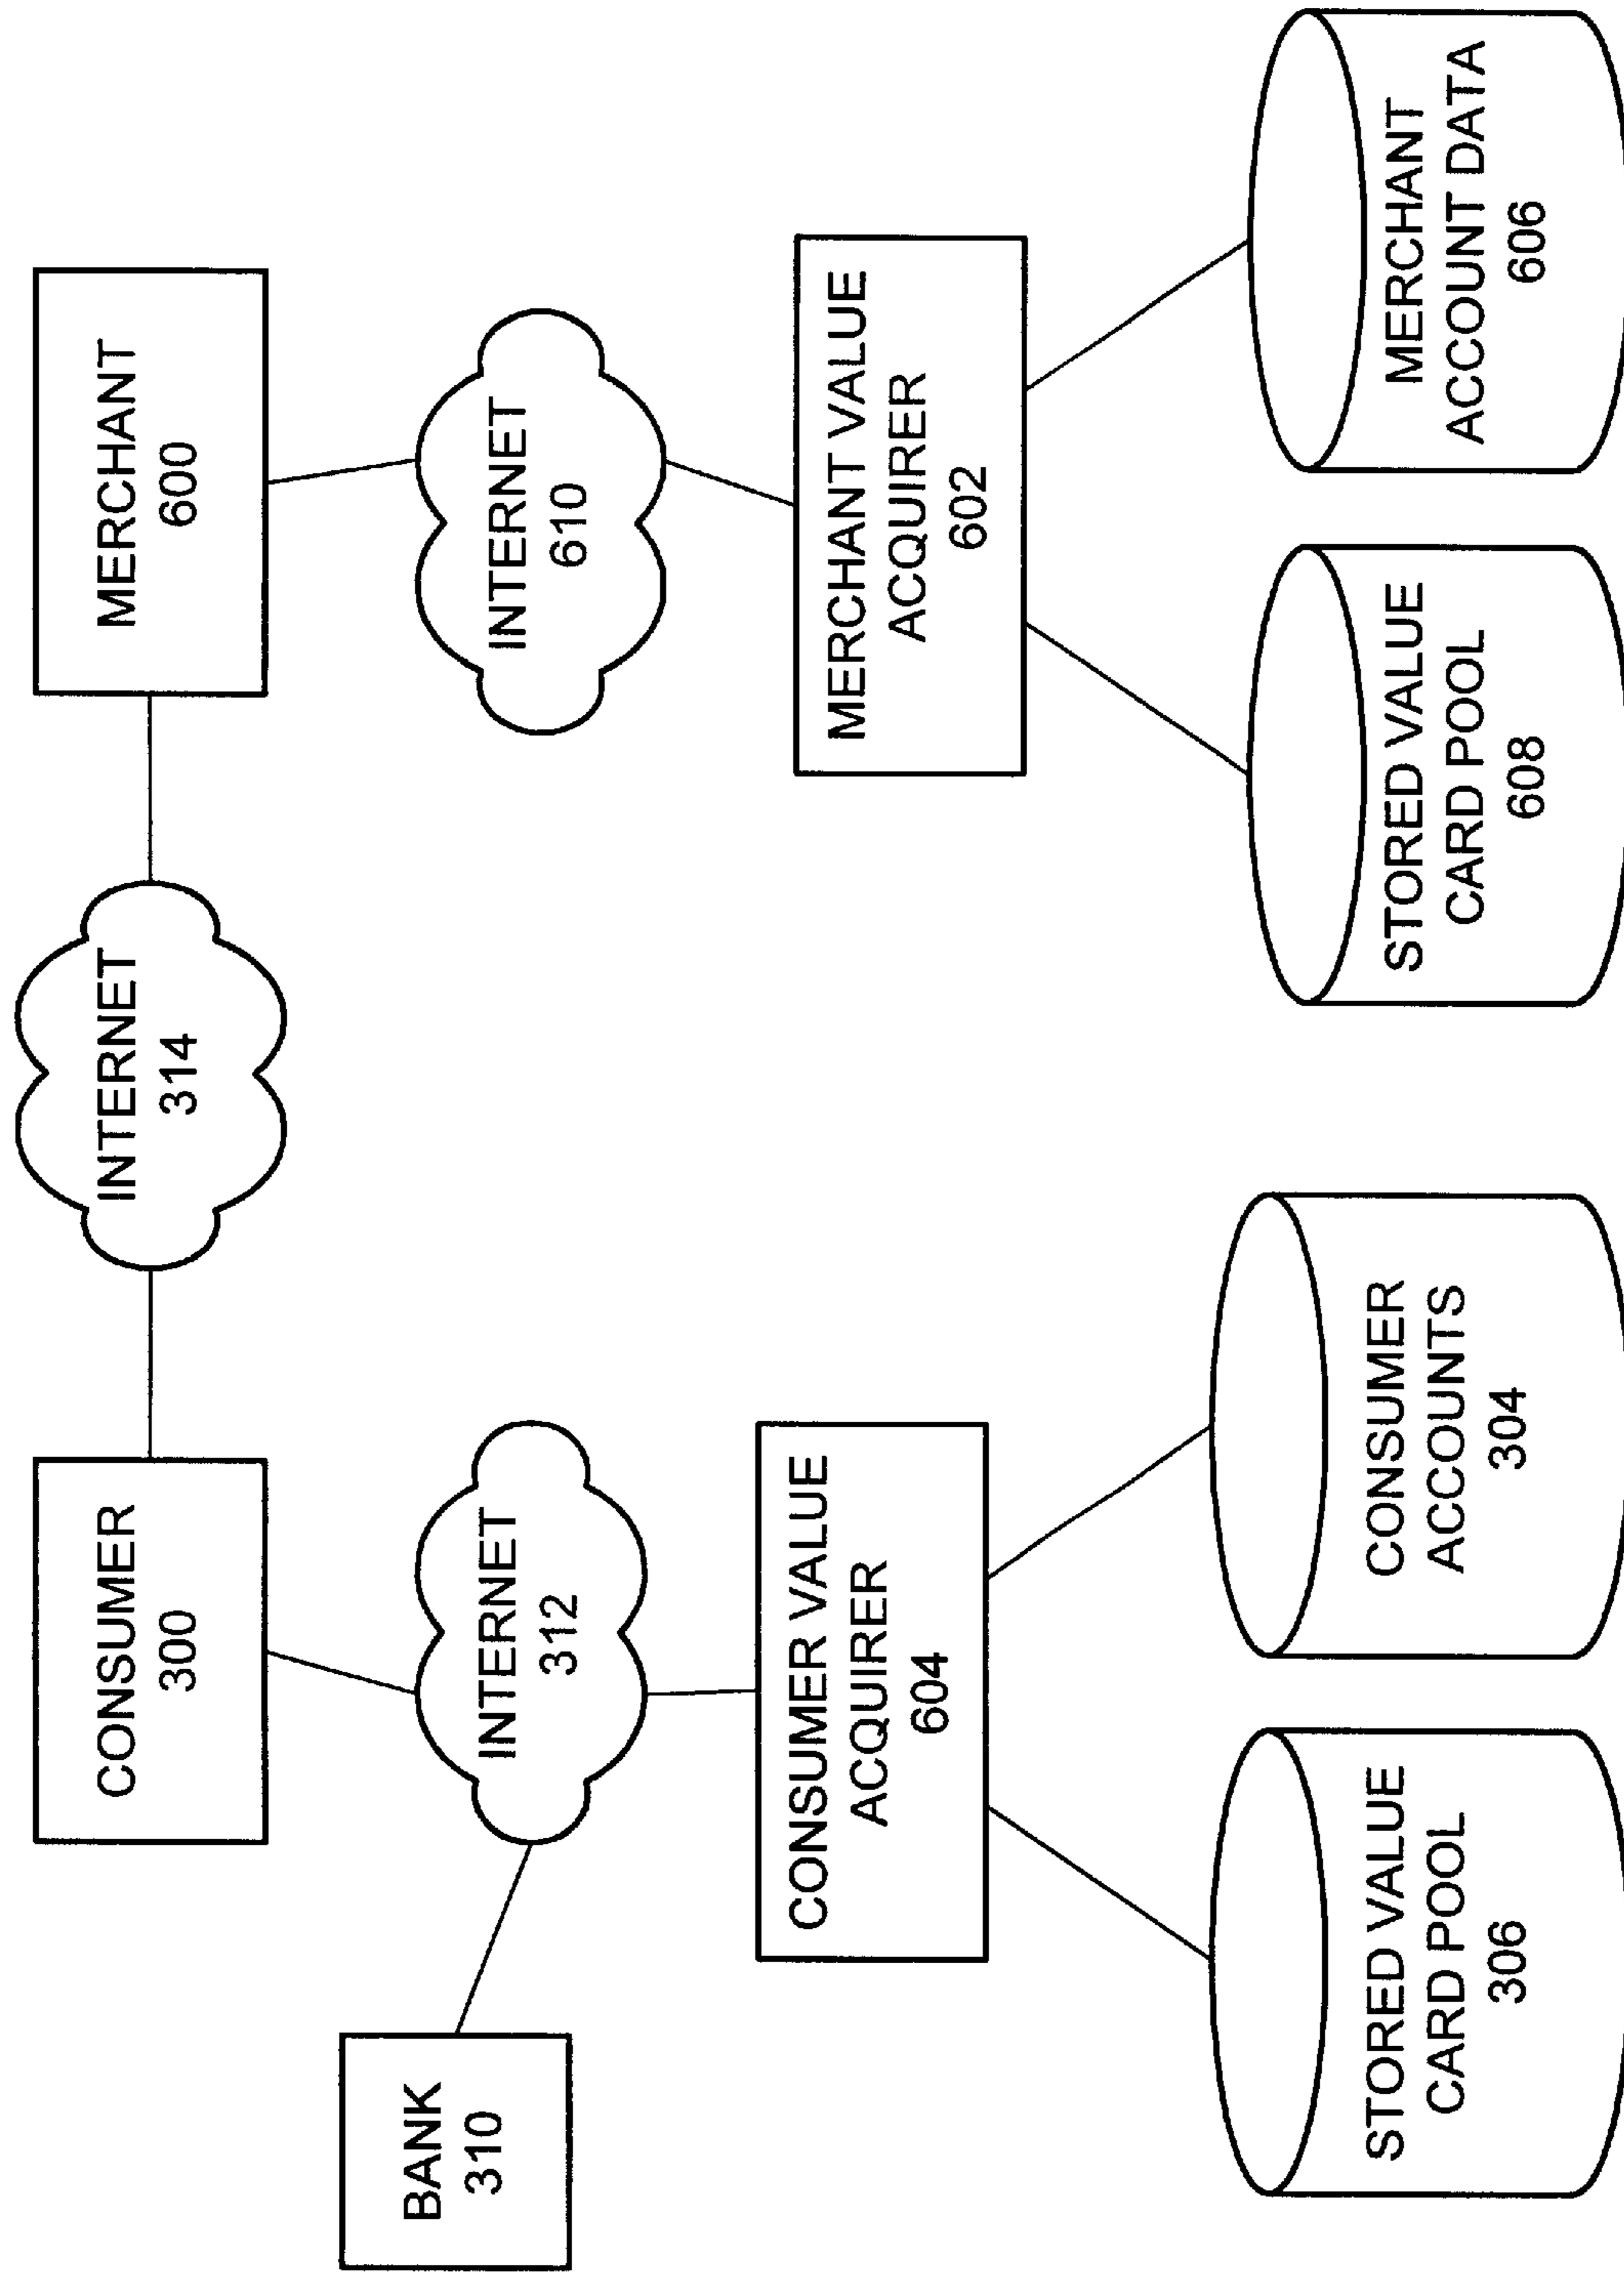 CONSUMER
300
INTERNET
314
MERCHANT
600
BANK
310
INTERNET
312
INTERNET
610
CONSUMER VALUE
ACQUIRER
604
MERCHANT VALUE
ACQUIRER
602
STORED VALUE
CARD POOL
306
CONSUMER
ACCOUNTS
304
STORED VALUE
CARD POOL
608
MERCHANT
ACCOUNT DATA
606